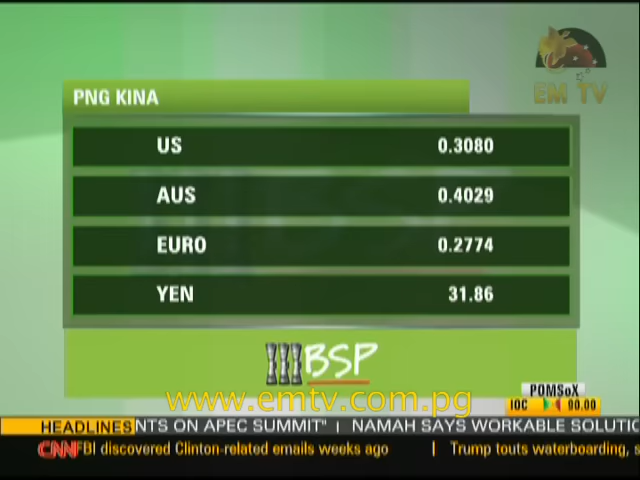 EM TV
PNG KINA
US 0.3080
AUS 0.4029
EURO 0.2774
YEN 31.86
BSP
www.emtv.com.pg
POMSoX
IOC 90.00
HEADLINES NTS ON APEC SUMMIT" | NAMAH SAYS WORKABLE SOLUTIO
CNN FBI discovered Clinton-related emails weeks ago | Trump touts waterboarding, s